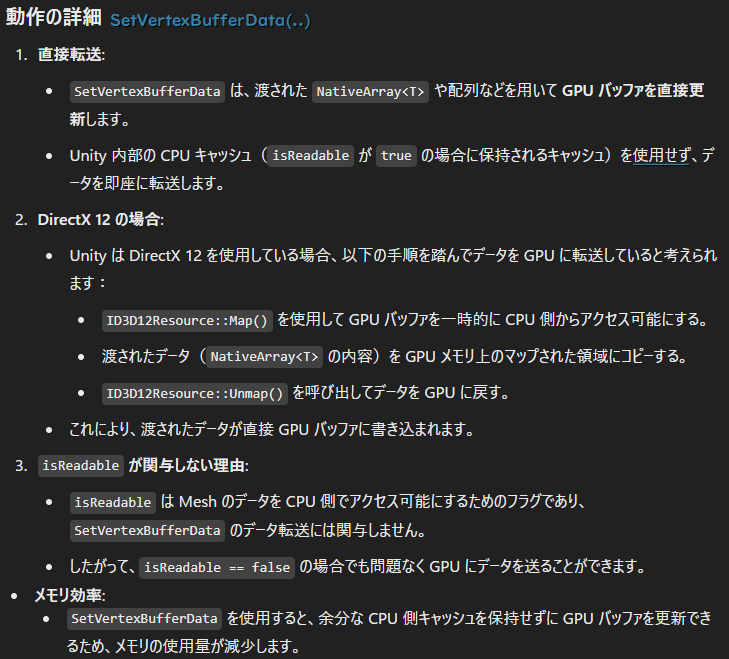 動作の詳細 SetVertexBufferData(..)
1. 直接転送:
• SetVertexBufferData は、渡された NativeArray<T> や配列などを用いて GPU バッファを直接更
新します。
• Unity 内部の CPU キャッシュ（isReadable が true の場合に保持されるキャッシュ）を使用せず、デ
ータを即座に転送します。
2. DirectX 12 の場合:
• Unity は DirectX 12 を使用している場合、以下の手順を踏んでデータを GPU に転送していると考えられ
ます：
• ID3D12Resource::Map() を使用して GPU バッファを一時的に CPU 側からアクセス可能にする。
• 渡されたデータ（NativeArray<T> の内容）を GPU メモリ上のマップされた領域にコピーする。
• ID3D12Resource::Unmap() を呼び出してデータを GPU に戻す。
• これにより、渡されたデータが直接 GPU バッファに書き込まれます。
3. isReadable が関与しない理由:
• isReadable は Mesh のデータを CPU 側でアクセス可能にするためのフラグであり、
SetVertexBufferData のデータ転送には関与しません。
• したがって、isReadable == false の場合でも問題なく GPU にデータを送ることができます。
• メモリ効率:
• SetVertexBufferData を使用すると、余分な CPU 側キャッシュを保持せずに GPU バッファを更新でき
るため、メモリの使用量が減少します。